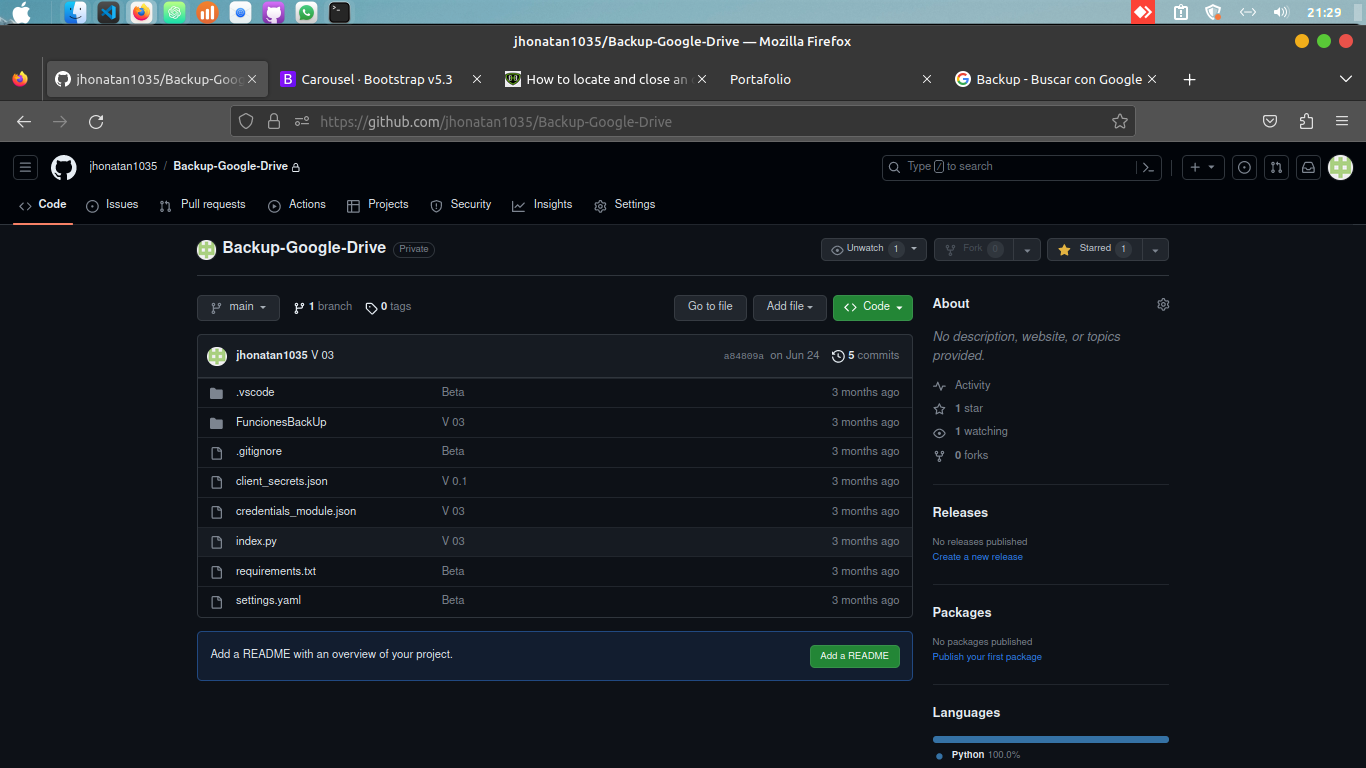 21:29
jhonatan1035/Backup-Google-Drive — Mozilla Firefox
jhonatan1035/Backup-Goog
Carousel · Bootstrap v5.3
How to locate and close an
Portafolio
Backup - Buscar con Google
https://github.com/jhonatan1035/Backup-Google-Drive
jhonatan1035 / Backup-Google-Drive
Type / to search
Code
Issues
Pull requests
Actions
Projects
Security
Insights
Settings
Backup-Google-Drive Private
Unwatch 1
Fork 0
Starred 1
main
1 branch
0 tags
Go to file
Add file
Code
jhonatan1035 V 03
a84809a on Jun 24
5 commits
.vscode Beta 3 months ago
FuncionesBackUp V 03 3 months ago
.gitignore Beta 3 months ago
client_secrets.json V 0.1 3 months ago
credentials_module.json V 03 3 months ago
index.py V 03 3 months ago
requirements.txt Beta 3 months ago
settings.yaml Beta 3 months ago
Add a README with an overview of your project.
Add a README
About
No description, website, or topics
provided.
Activity
1 star
1 watching
0 forks
Releases
No releases published
Create a new release
Packages
No packages published
Publish your first package
Languages
Python 100.0%